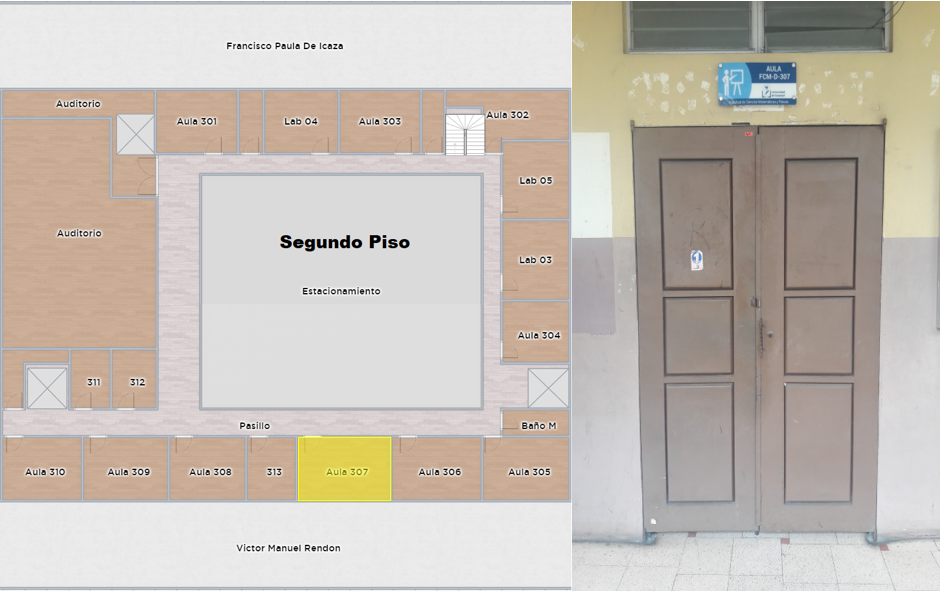 Francisco Paula De Icaza
Auditorio
Aula 301
Lab 04
Aula 303
Aula 302
Lab 05
Auditorio
Segundo Piso
Lab 03
Estacionamiento
Aula 304
311
312
Pasillo
Baño M
Aula 310
Aula 309
Aula 308
313
Aula 307
Aula 306
Aula 305
Victor Manuel Rendon
AULA
FCM-D-307